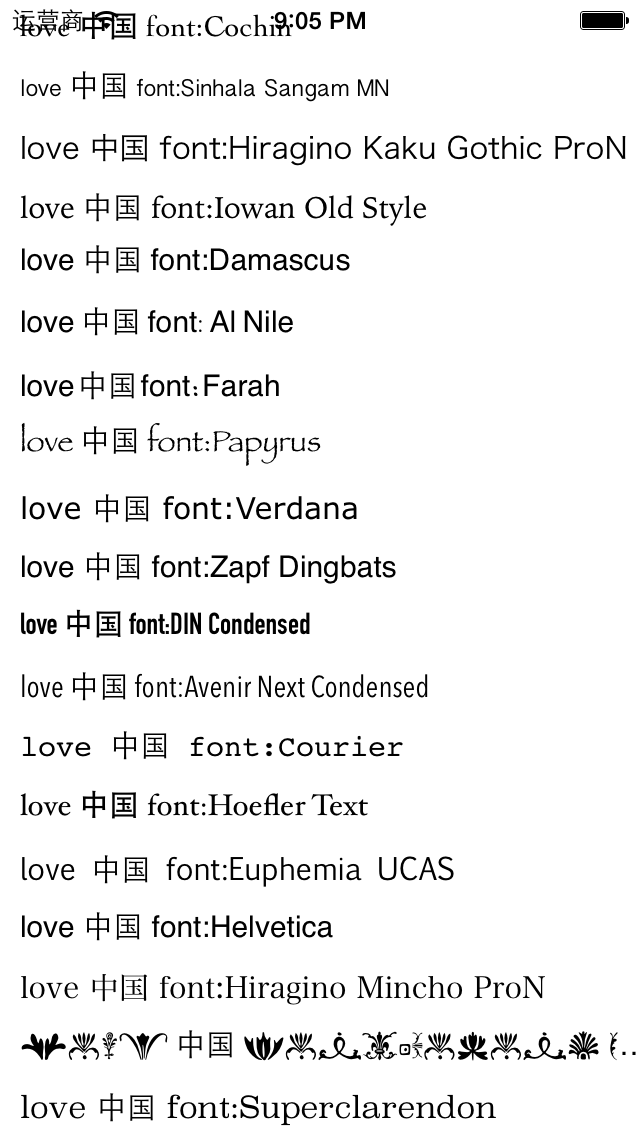 运营商 9:05 PM
love 中国 font:Cochin
love 中国 font:Sinhala Sangam MN
love 中国 font:Hiragino Kaku Gothic ProN
love 中国 font:Iowan Old Style
love 中国 font:Damascus
love 中国 font: Al Nile
love 中国 font:Farah
love 中国 font:Papyrus
love 中国 font:Verdana
love 中国 font:Zapf Dingbats
love 中国 font:DIN Condensed
love 中国 font:Avenir Next Condensed
love 中国 font:Courier
love 中国 font:Hoefler Text
love 中国 font:Euphemia UCAS
love 中国 font:Helvetica
love 中国 font:Hiragino Mincho ProN
中国
love 中国 font:Superclarendon